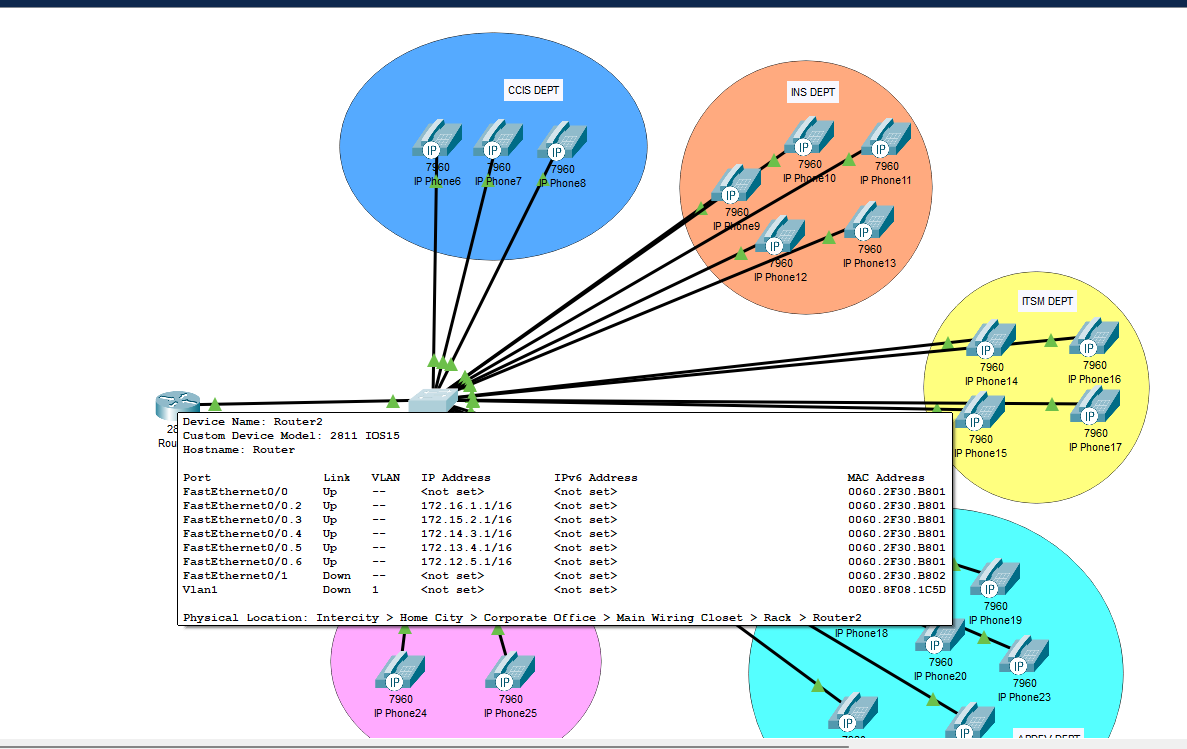 CCIS DEPT
IP
7960
IP Phone6
IP
7960
IP Phone7
IP
7960
IP Phone8
INS DEPT
IP
7960
IP Phone10
IP
7960
IP Phone11
IP
7960
IP Phone9
IP
7960
IP Phone12
IP
7960
IP Phone13
ITSM DEPT
IP
7960
IP Phone14
IP
7960
IP Phone16
IP
7960
IP Phone15
IP
7960
IP Phone17
28
Rou
Device Name: Router2
Custom Device Model: 2811 IOS15
Hostname: Router
Port Link VLAN IP Address IPv6 Address MAC Address
FastEthernet0/0 Up -- <not set> <not set> 0060.2F30.B801
FastEthernet0/0.2 Up -- 172.16.1.1/16 <not set> 0060.2F30.B801
FastEthernet0/0.3 Up -- 172.15.2.1/16 <not set> 0060.2F30.B801
FastEthernet0/0.4 Up -- 172.14.3.1/16 <not set> 0060.2F30.B801
FastEthernet0/0.5 Up -- 172.13.4.1/16 <not set> 0060.2F30.B801
FastEthernet0/0.6 Up -- 172.12.5.1/16 <not set> 0060.2F30.B801
FastEthernet0/1 Down -- <not set> <not set> 0060.2F30.B802
Vlan1 Down 1 <not set> <not set> 00E0.8F08.1C5D
Physical Location: Intercity > Home City > Corporate Office > Main Wiring Closet > Rack > Router2
IP
7960
IP Phone19
IP Phone18
IP
7960
IP Phone20
IP
7960
IP Phone23
IP
7960
IP Phone24
IP
7960
IP Phone25
IP
IP